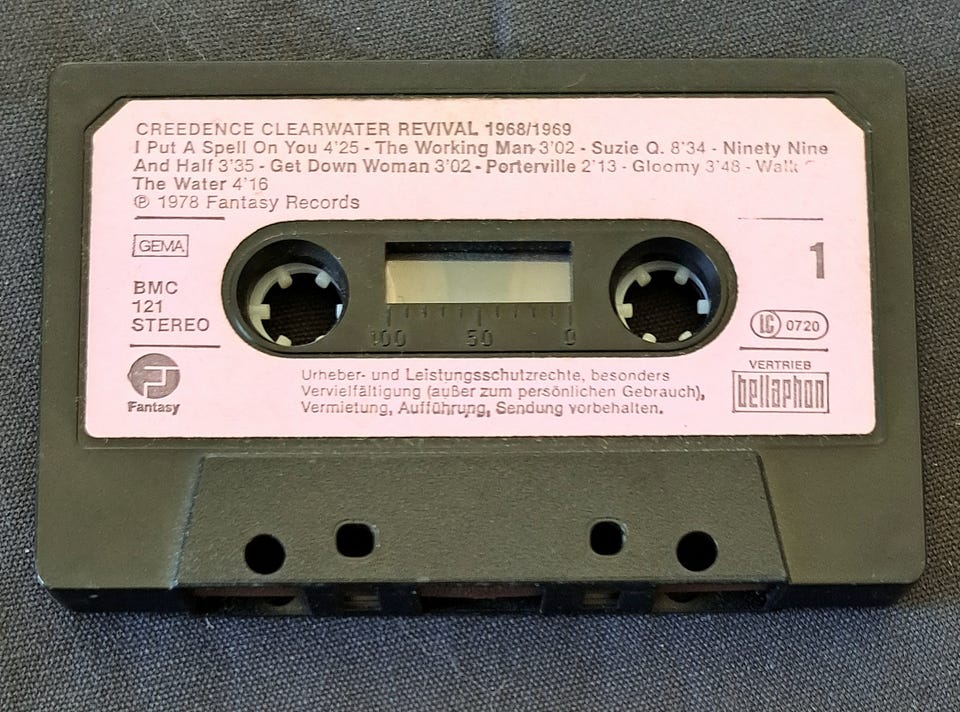 CREEDENCE CLEARWATER REVIVAL 1968/1969
I Put A Spell On You 4'25 - The Working Man 3'02 - Suzie Q. 8'34 - Ninety Nine
And Half 3'35 - Get Down Woman 3'02 - Porterville 2'13 - Gloomy 3'48 - Walk
The Water 4'16
℗ 1978 Fantasy Records
GEMA
BMC
121
STEREO
1
LC 0720
100 50 0
Fantasy
Urheber- und Leistungsschutzrechte, besonders
Vervielfältigung (außer zum persönlichen Gebrauch),
Vermietung, Aufführung, Sendung vorbehalten.
VERTRIEB
bellaphon